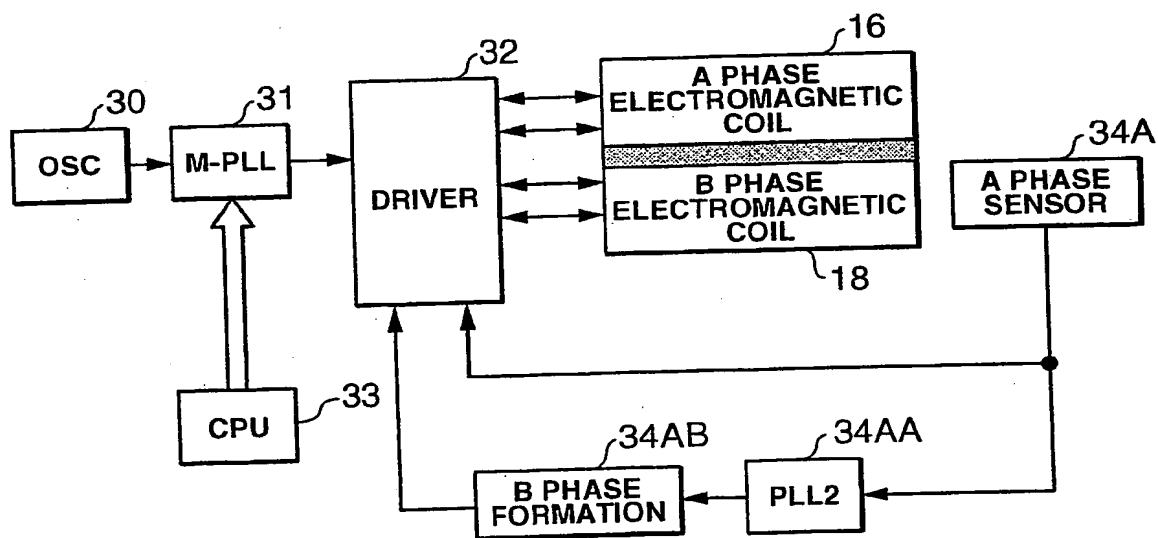 16
32
A PHASE
ELECTROMAGNETIC
COIL
30
31
34A
OSC
M-PLL
DRIVER
A PHASE
SENSOR
B PHASE
ELECTROMAGNETIC
COIL
18
CPU
33
34AB
34AA
B PHASE
FORMATION
PLL2